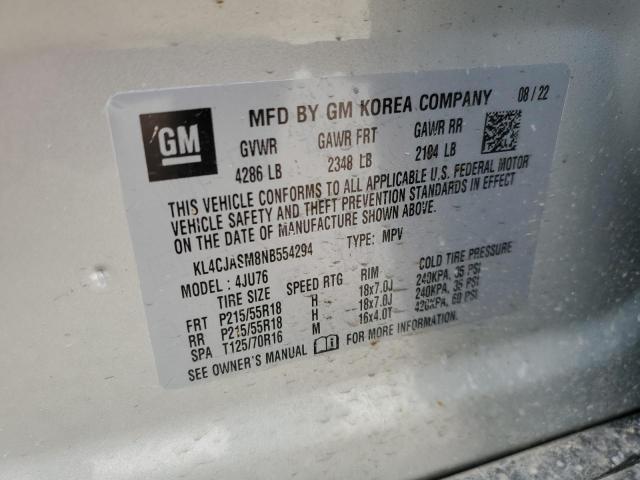 GM
MFD BY GM KOREA COMPANY 08/22
GVWR GAWR FRT GAWR RR
4286 LB 2348 LB 2104 LB
THIS VEHICLE CONFORMS TO ALL APPLICABLE U.S. FEDERAL MOTOR
VEHICLE SAFETY AND THEFT PREVENTION STANDARDS IN EFFECT
ON THE DATE OF MANUFACTURE SHOWN ABOVE.
KL4CJASM8NB554294 TYPE: MPV
MODEL : 4JU76
TIRE SIZE SPEED RTG RIM COLD TIRE PRESSURE
FRT P215/55R18 H 18x7.0J 240KPA, 35 PSI
RR P215/55R18 H 18x7.0J 240KPA, 35 PSI
SPA T125/70R16 M 16x4.0T 420KPA, 60 PSI
SEE OWNER'S MANUAL FOR MORE INFORMATION.